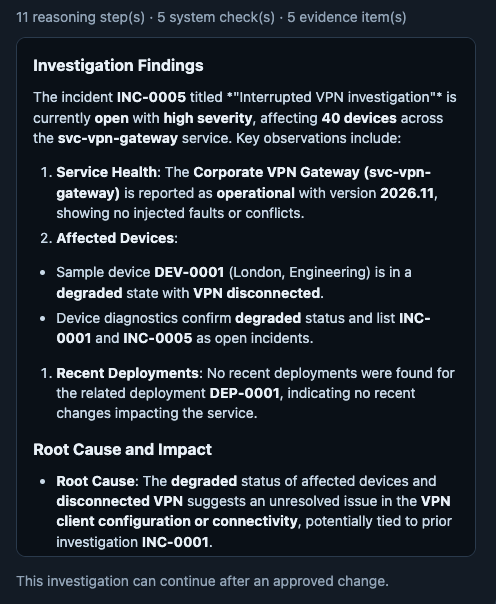 11 reasoning step(s) · 5 system check(s) · 5 evidence item(s)
Investigation Findings
The incident INC-0005 titled *"Interrupted VPN investigation"* is
currently open with high severity, affecting 40 devices across
the svc-vpn-gateway service. Key observations include:
1. Service Health: The Corporate VPN Gateway (svc-vpn-
gateway) is reported as operational with version 2026.11,
showing no injected faults or conflicts.
2. Affected Devices:
• Sample device DEV-0001 (London, Engineering) is in a
degraded state with VPN disconnected.
• Device diagnostics confirm degraded status and list INC-
0001 and INC-0005 as open incidents.
1. Recent Deployments: No recent deployments were found for
the related deployment DEP-0001, indicating no recent
changes impacting the service.
Root Cause and Impact
• Root Cause: The degraded status of affected devices and
disconnected VPN suggests an unresolved issue in the VPN
client configuration or connectivity, potentially tied to prior
investigation INC-0001.
This investigation can continue after an approved change.